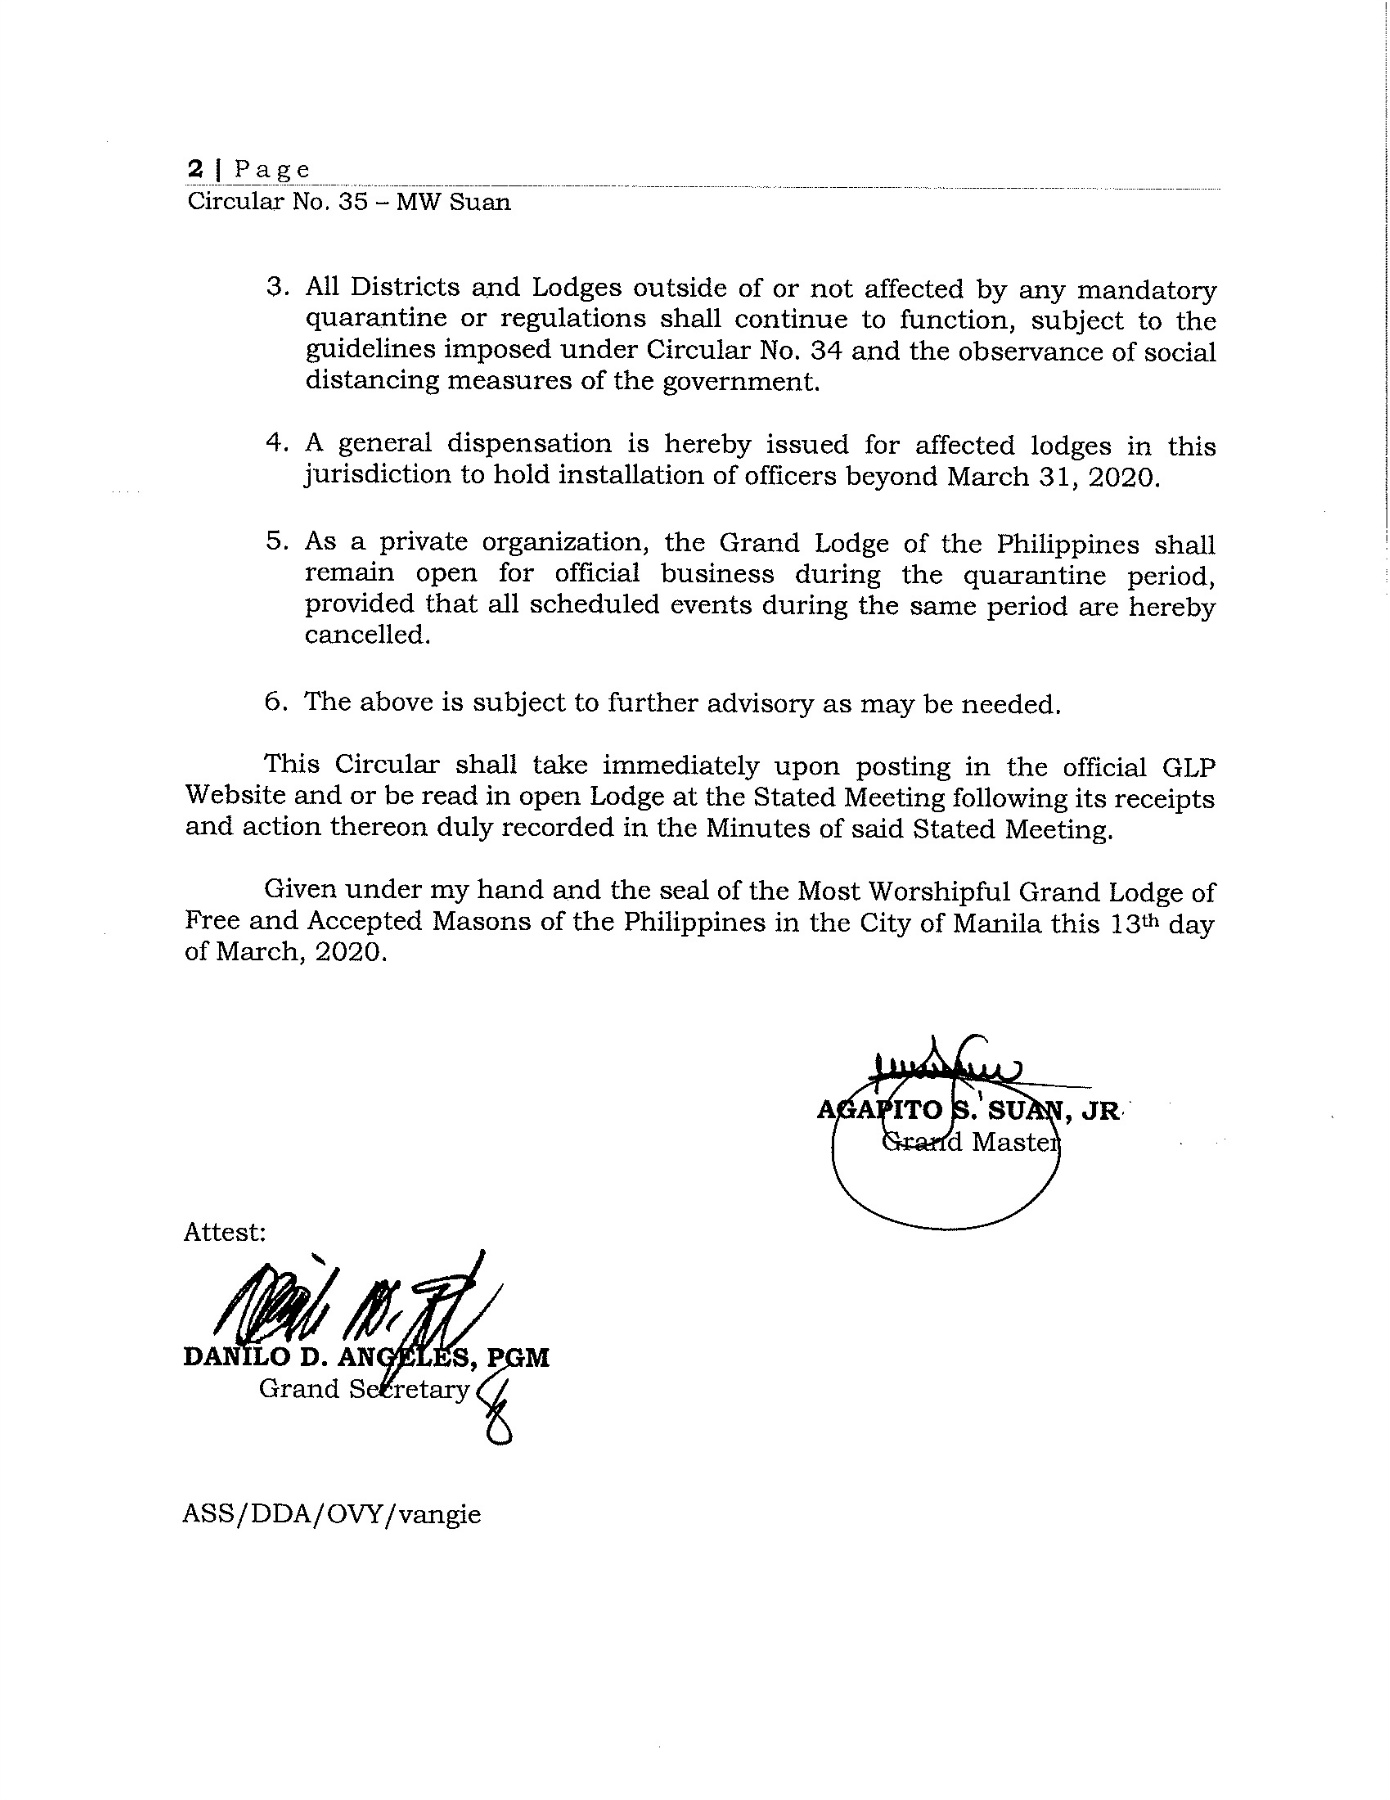 2 | Page
Circular No. 35 – MW Suan
3. All Districts and Lodges outside of or not affected by any mandatory
quarantine or regulations shall continue to function, subject to the
guidelines imposed under Circular No. 34 and the observance of social
distancing measures of the government.
4. A general dispensation is hereby issued for affected lodges in this
jurisdiction to hold installation of officers beyond March 31, 2020.
5. As a private organization, the Grand Lodge of the Philippines shall
remain open for official business during the quarantine period,
provided that all scheduled events during the same period are hereby
cancelled.
6. The above is subject to further advisory as may be needed.
This Circular shall take immediately upon posting in the official GLP
Website and or be read in open Lodge at the Stated Meeting following its receipts
and action thereon duly recorded in the Minutes of said Stated Meeting.
Given under my hand and the seal of the Most Worshipful Grand Lodge of
Free and Accepted Masons of the Philippines in the City of Manila this 13th day
of March, 2020.
AGAPITO S. SUAN, JR.
Grand Master
Attest:
DANILO D. ANGELES, PGM
Grand Secretary
ASS/DDA/OVY/vangie